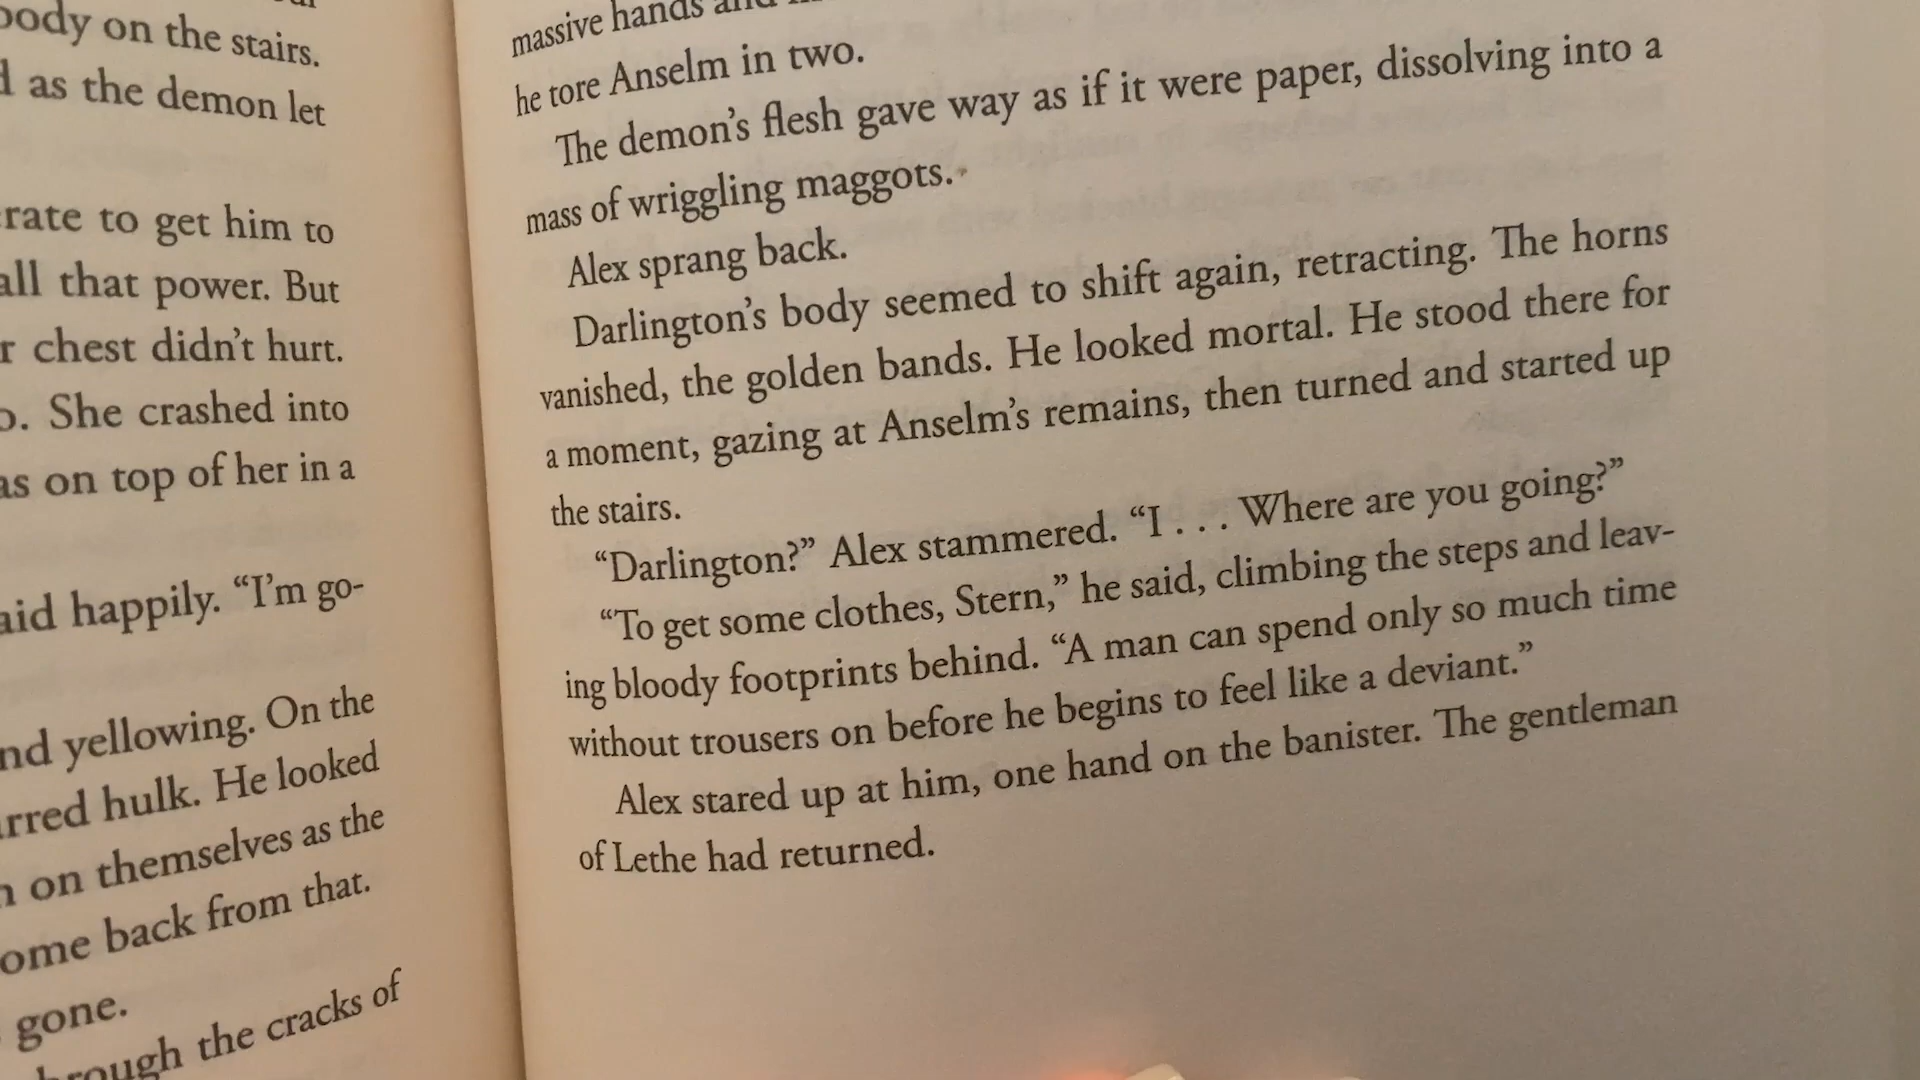 body on the stairs.
as the demon let
to get him to
all that power. But
chest didn't hurt.
She crashed into
on top of her in a
happily. "I'm go-
yellowing. On the
hulk. He looked
on themselves as the
back from that.
gone.
through the cracks of
massive hands and
he tore Anselm in two.
The demon's flesh gave way as if it were paper, dissolving into a
mass of wriggling maggots.
Alex sprang back.
Darlington's body seemed to shift again, retracting. The horns
vanished, the golden bands. He looked mortal. He stood there for
a moment, gazing at Anselm's remains, then turned and started up
the stairs.
"Darlington?" Alex stammered. "I . . . Where are you going?"
"To get some clothes, Stern," he said, climbing the steps and leav-
ing bloody footprints behind. "A man can spend only so much time
without trousers on before he begins to feel like a deviant."
Alex stared up at him, one hand on the banister. The gentleman
of Lethe had returned.